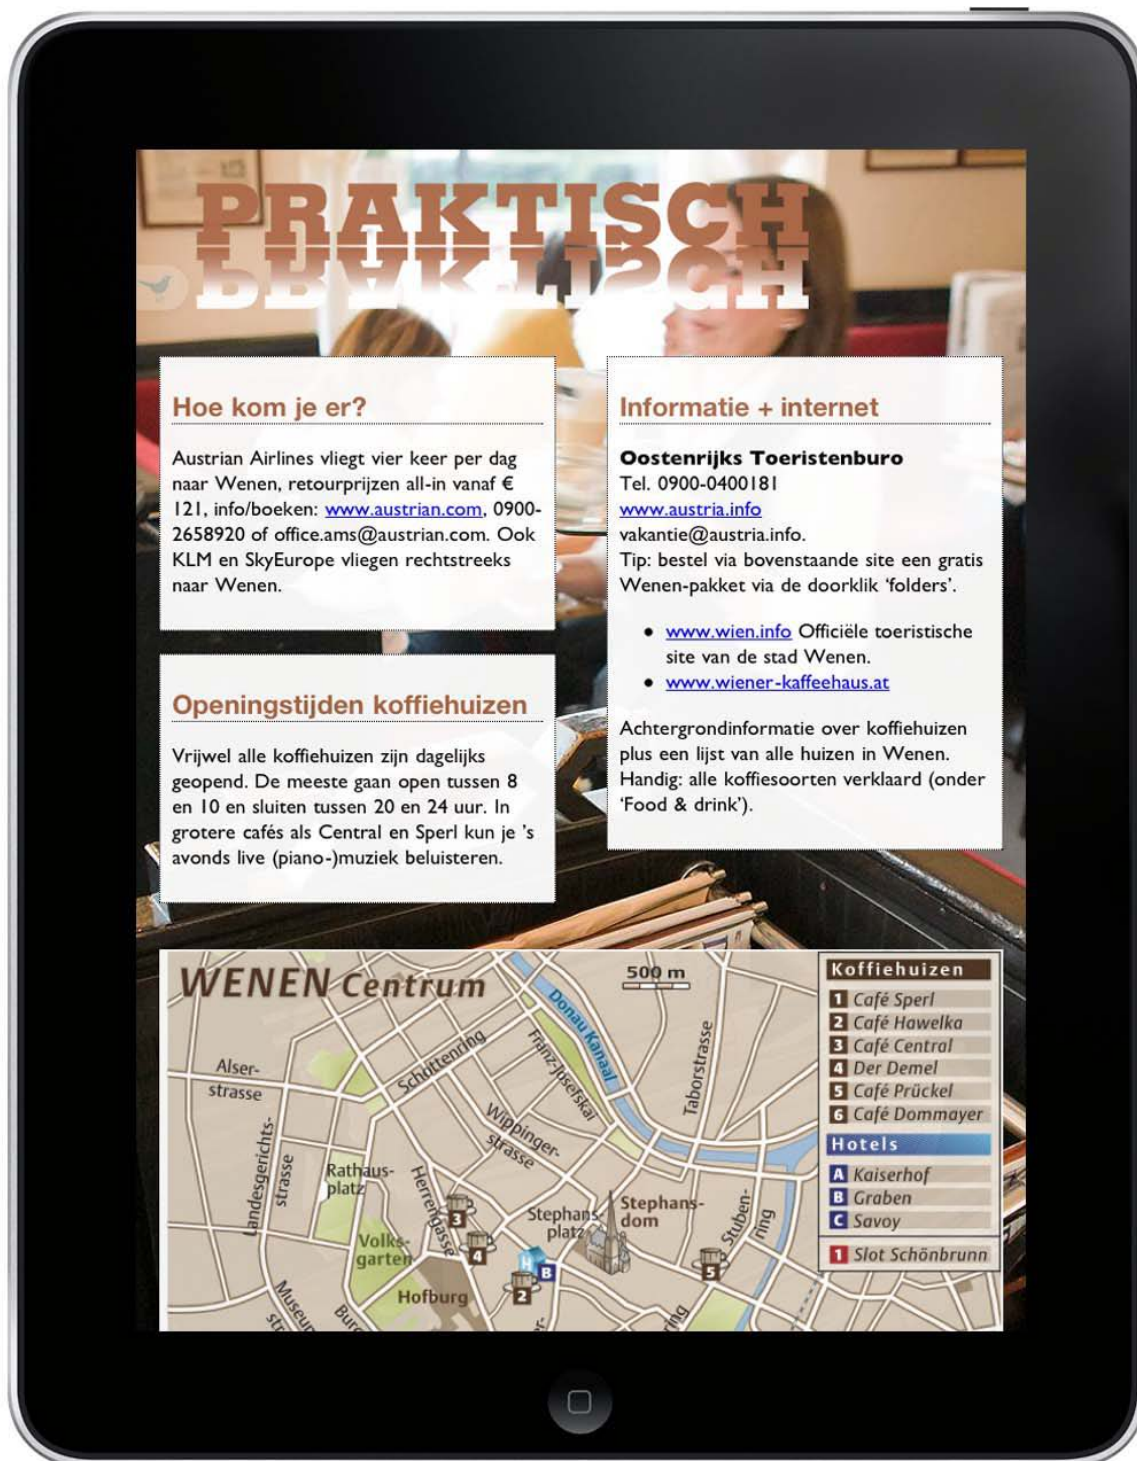 PRAKTISCH
Hoe kom je er?
Austrian Airlines vliegt vier keer per dag
naar Wenen, retourprijzen all-in vanaf €
121, info/boeken: www.austrian.com, 0900-
2658920 of office.ams@austrian.com. Ook
KLM en SkyEurope vliegen rechtstreeks
naar Wenen.
Openingstijden koffiehuizen
Vrijwel alle koffiehuizen zijn dagelijks
geopend. De meeste gaan open tussen 8
en 10 en sluiten tussen 20 en 24 uur. In
grotere cafés als Central en Sperl kun je 's
avonds live (piano-)muziek beluisteren.
Informatie + internet
Oostenrijks Toeristenburo
Tel. 0900-0400181
www.austria.info
vakantie@austria.info.
Tip: bestel via bovenstaande site een gratis
Wenen-pakket via de doorklik ‘folders’.
• www.wien.info Officiële toeristische
site van de stad Wenen.
• www.wiener-kaffeehaus.at
Achtergrondinformatie over koffiehuizen
plus een lijst van alle huizen in Wenen.
Handig: alle koffiesoorten verklaard (onder
‘Food & drink’).
WENEN Centrum
500 m
Donau Kanaal
Franz-Josefskai
Schottenring
Taborstrasse
Alser-
strasse
Wippinger-
strasse
Landesgerichts-
strasse
Rathaus-
platz
Herrengasse
Stephans
platz
Stephans-
dom
Stuben-
ring
Volks-
garten
Hofburg
3
4
H
B
2
5
Museum
str
Burg
er-
ring
Koffiehuizen
1 Café Sperl
2 Café Hawelka
3 Café Central
4 Der Demel
5 Café Prückel
6 Café Dommayer
Hotels
A Kaiserhof
B Graben
C Savoy
1 Slot Schönbrunn